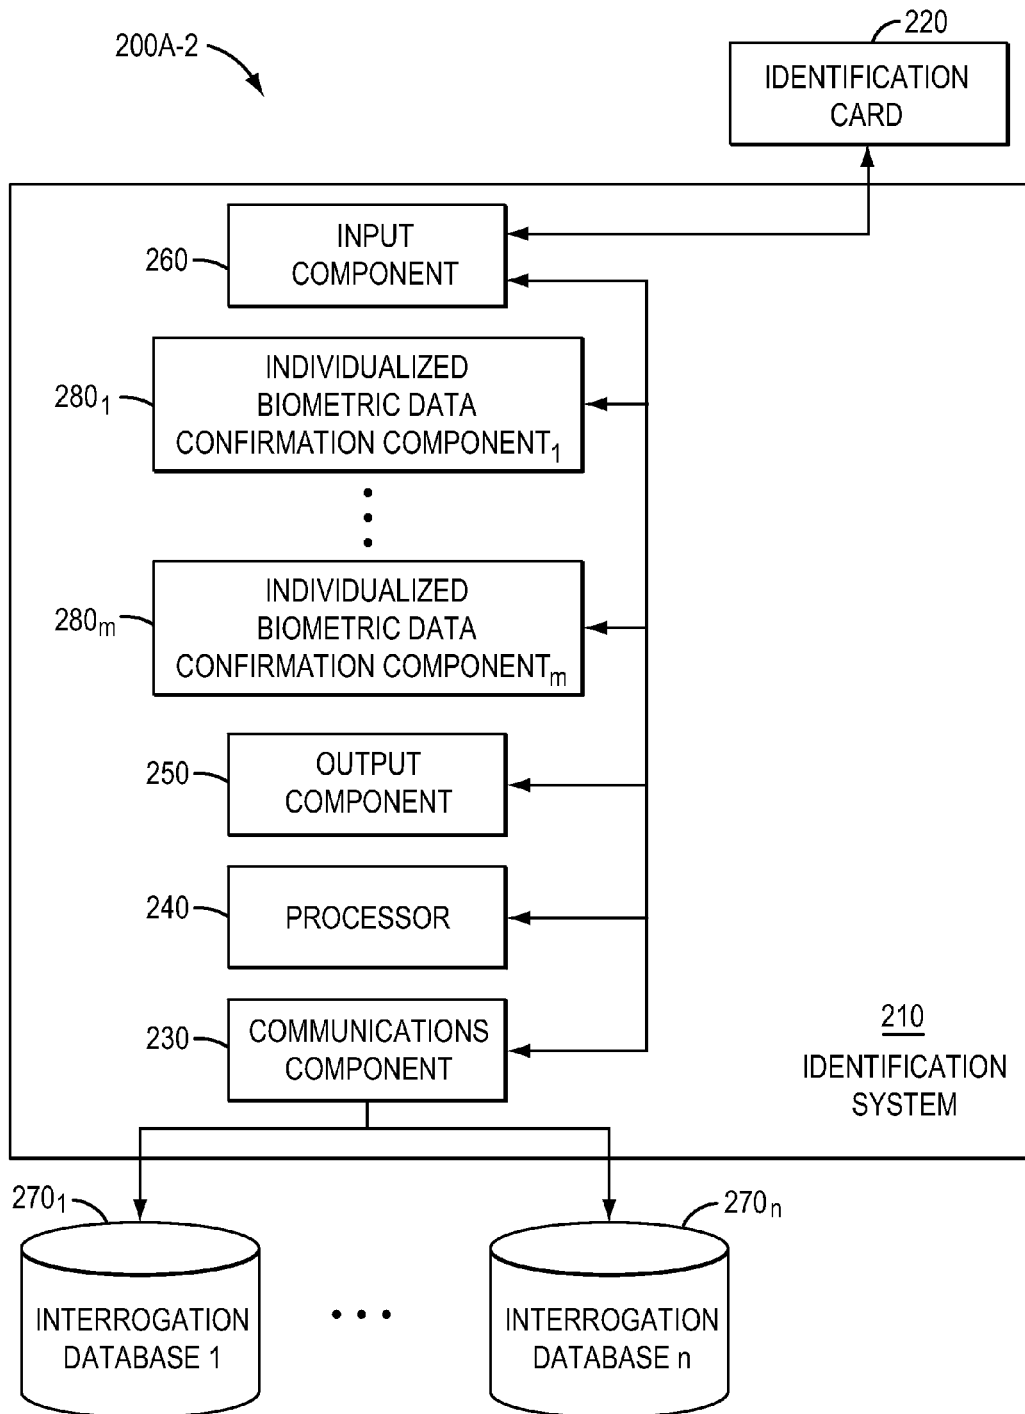 200A-2
220
IDENTIFICATION
CARD
INPUT
COMPONENT
260
INDIVIDUALIZED
BIOMETRIC DATA
CONFIRMATION COMPONENT1
2801
INDIVIDUALIZED
BIOMETRIC DATA
CONFIRMATION COMPONENTm
280m
OUTPUT
COMPONENT
250
PROCESSOR
240
COMMUNICATIONS
COMPONENT
230
210
IDENTIFICATION
SYSTEM
2701
INTERROGATION
DATABASE 1
270n
INTERROGATION
DATABASE n